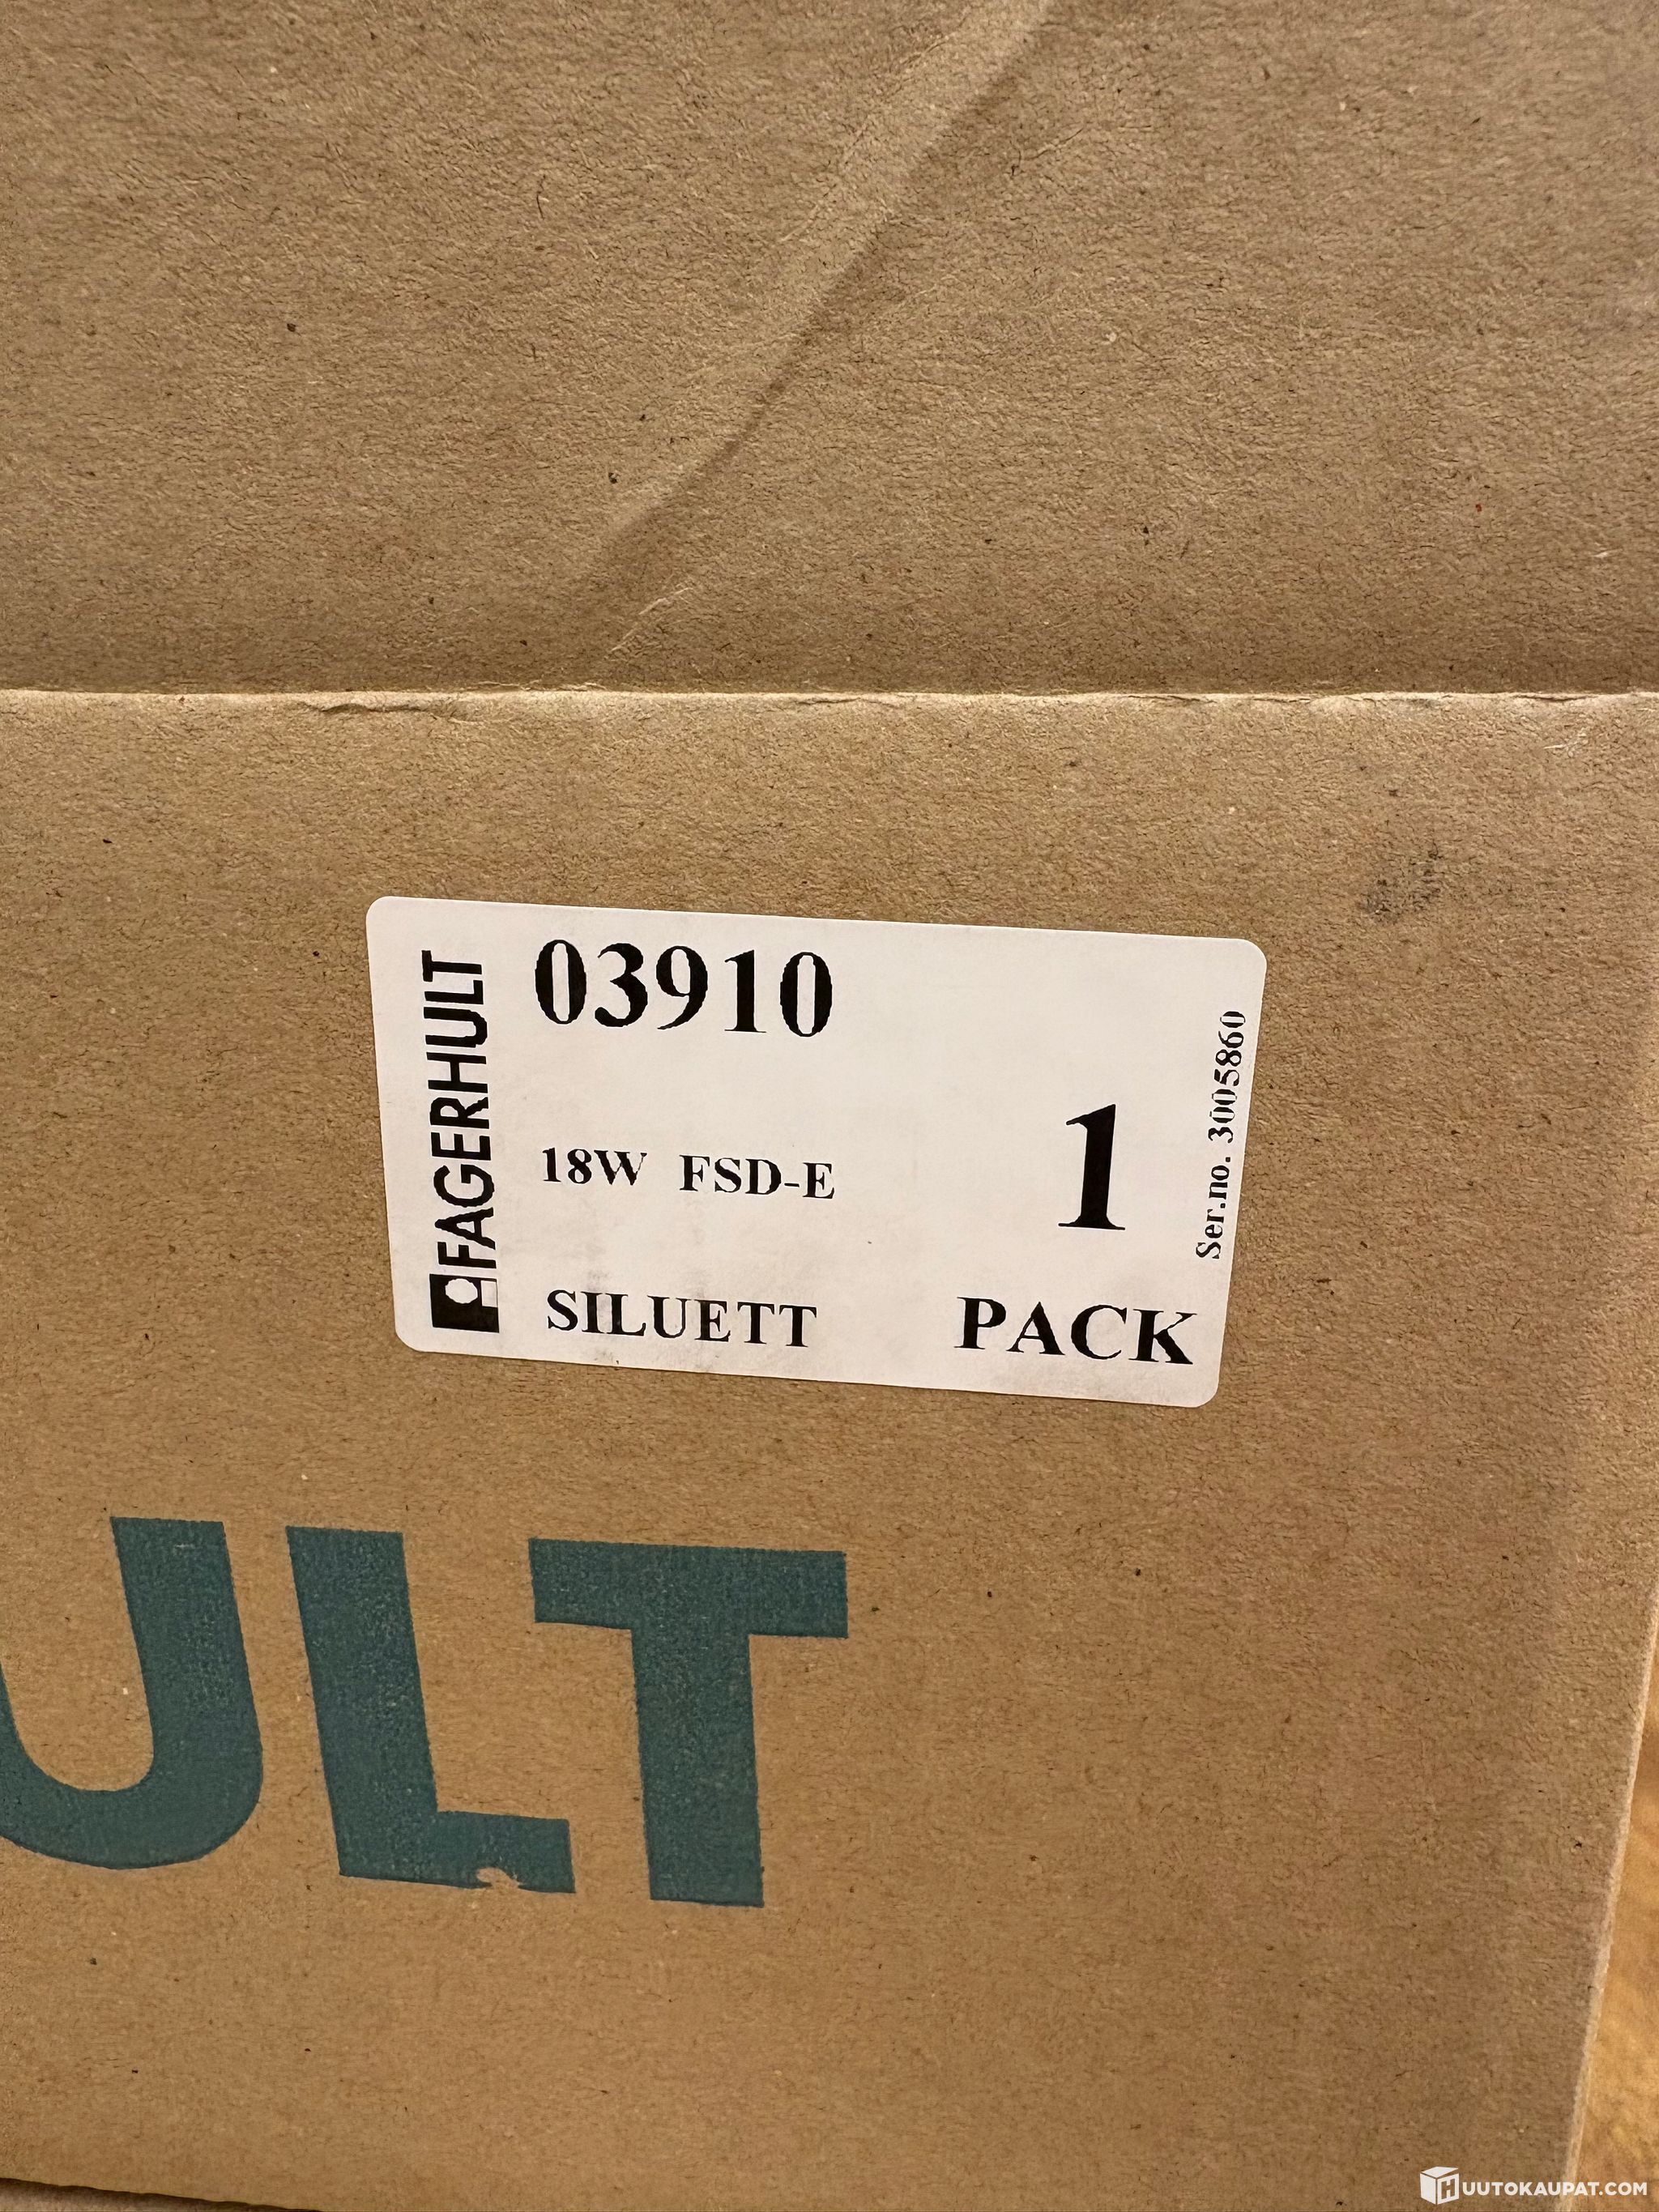 FAGERHULT
03910
18W FSD-E
SILUETT
1
PACK
Ser.no. 3005860
ULT
HUUTOKAUPAT.COM